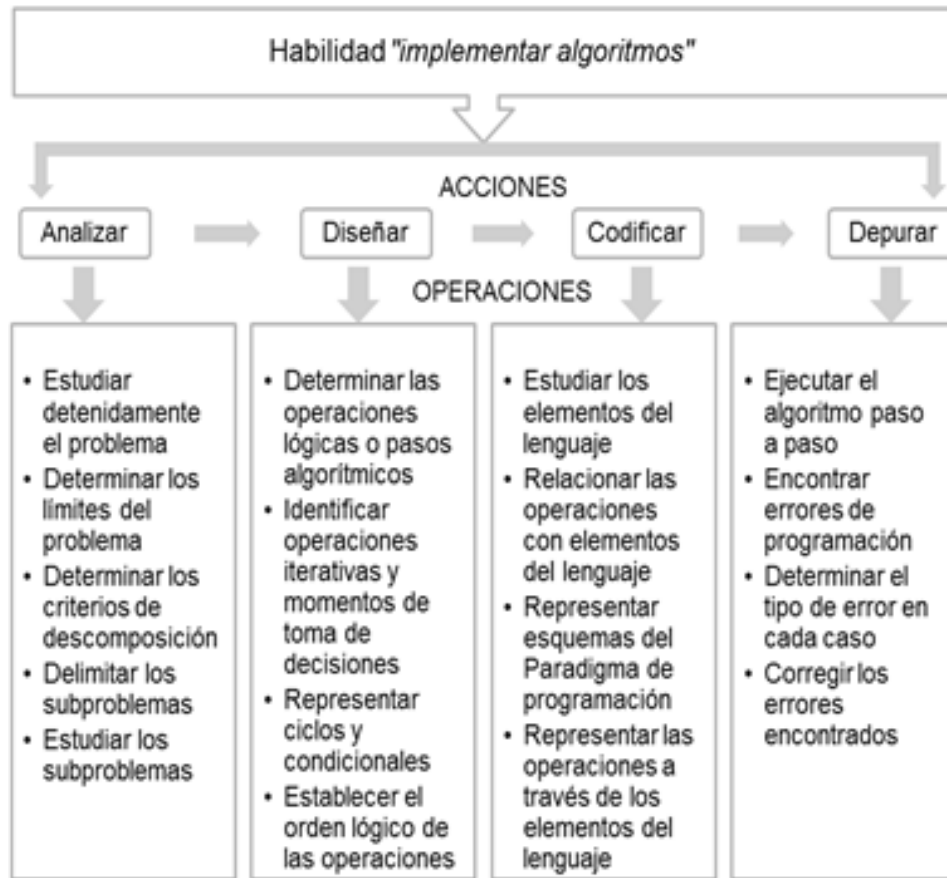 Habilidad "implementar algoritmos"
ACCIONES
Analizar
Diseñar
Codificar
Depurar
OPERACIONES
• Estudiar
detenidamente
el problema
• Determinar los
límites del
problema
• Determinar los
criterios de
descomposición
• Delimitar los
subproblemas
• Estudiar los
subproblemas
• Determinar las
operaciones
lógicas o pasos
algorítmicos
• Identificar
operaciones
iterativas y
momentos de
toma de
decisiones
• Representar
ciclos y
condicionales
• Establecer el
orden lógico de
las operaciones
• Estudiar los
elementos del
lenguaje
• Relacionar las
operaciones
con elementos
del lenguaje
• Representar
esquemas del
Paradigma de
programación
• Representar las
operaciones a
través de los
elementos del
lenguaje
• Ejecutar el
algoritmo paso
a paso
• Encontrar
errores de
programación
• Determinar el
tipo de error en
cada caso
• Corregir los
errores
encontrados